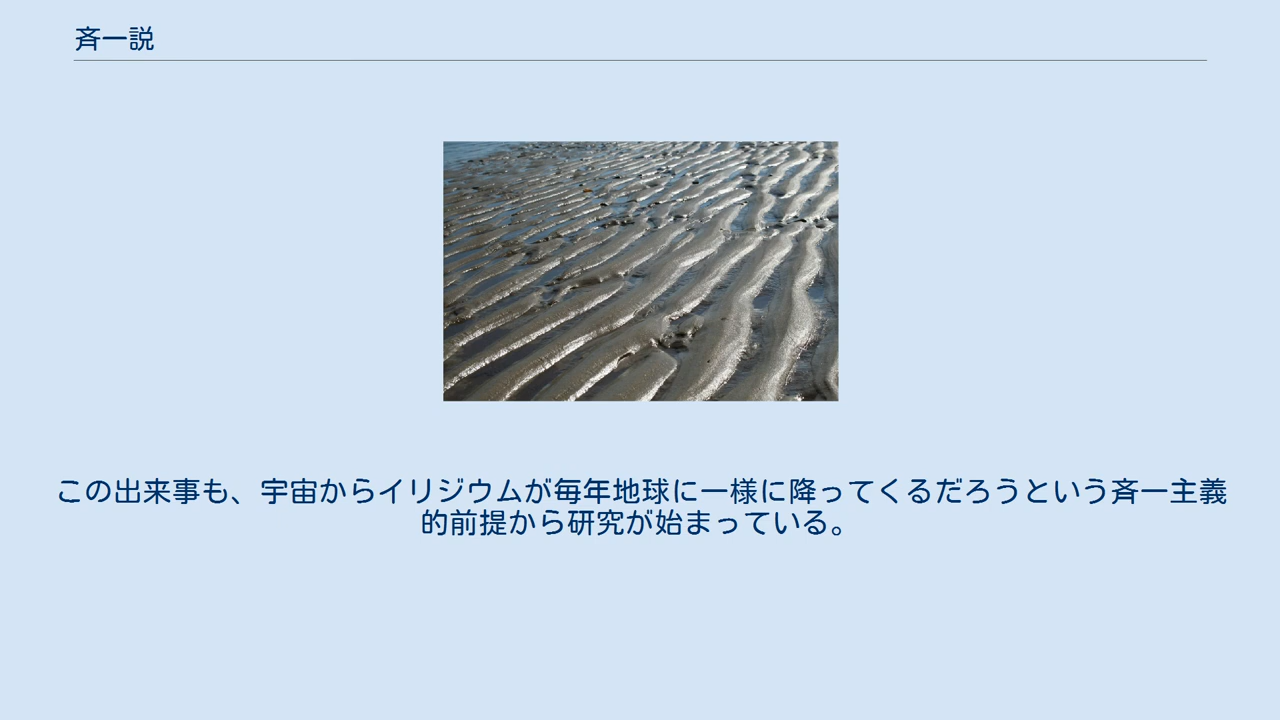 斉一説
この出来事も、宇宙からイリジウムが毎年地球に一様に降ってくるだろうという斉一主義
的前提から研究が始まっている。